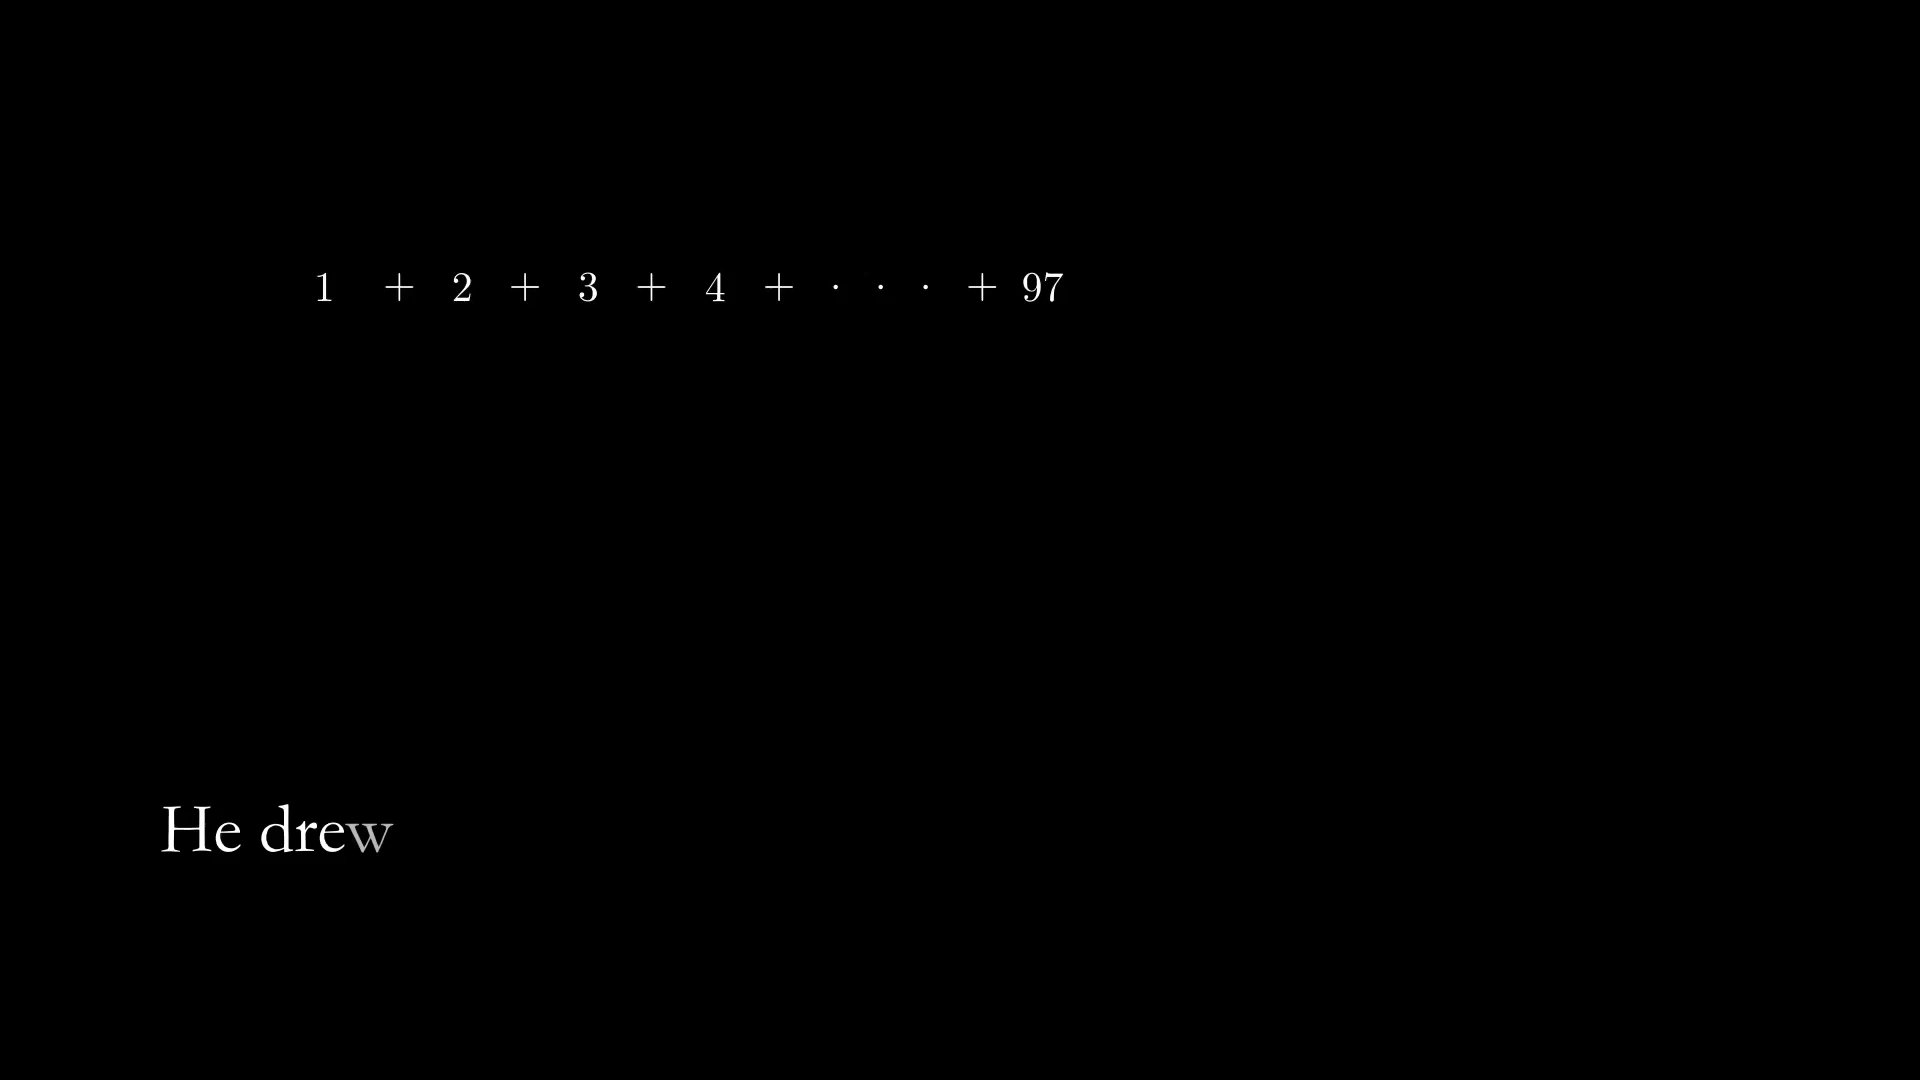 1 + 2 + 3 + 4 + · · · + 97
He drew